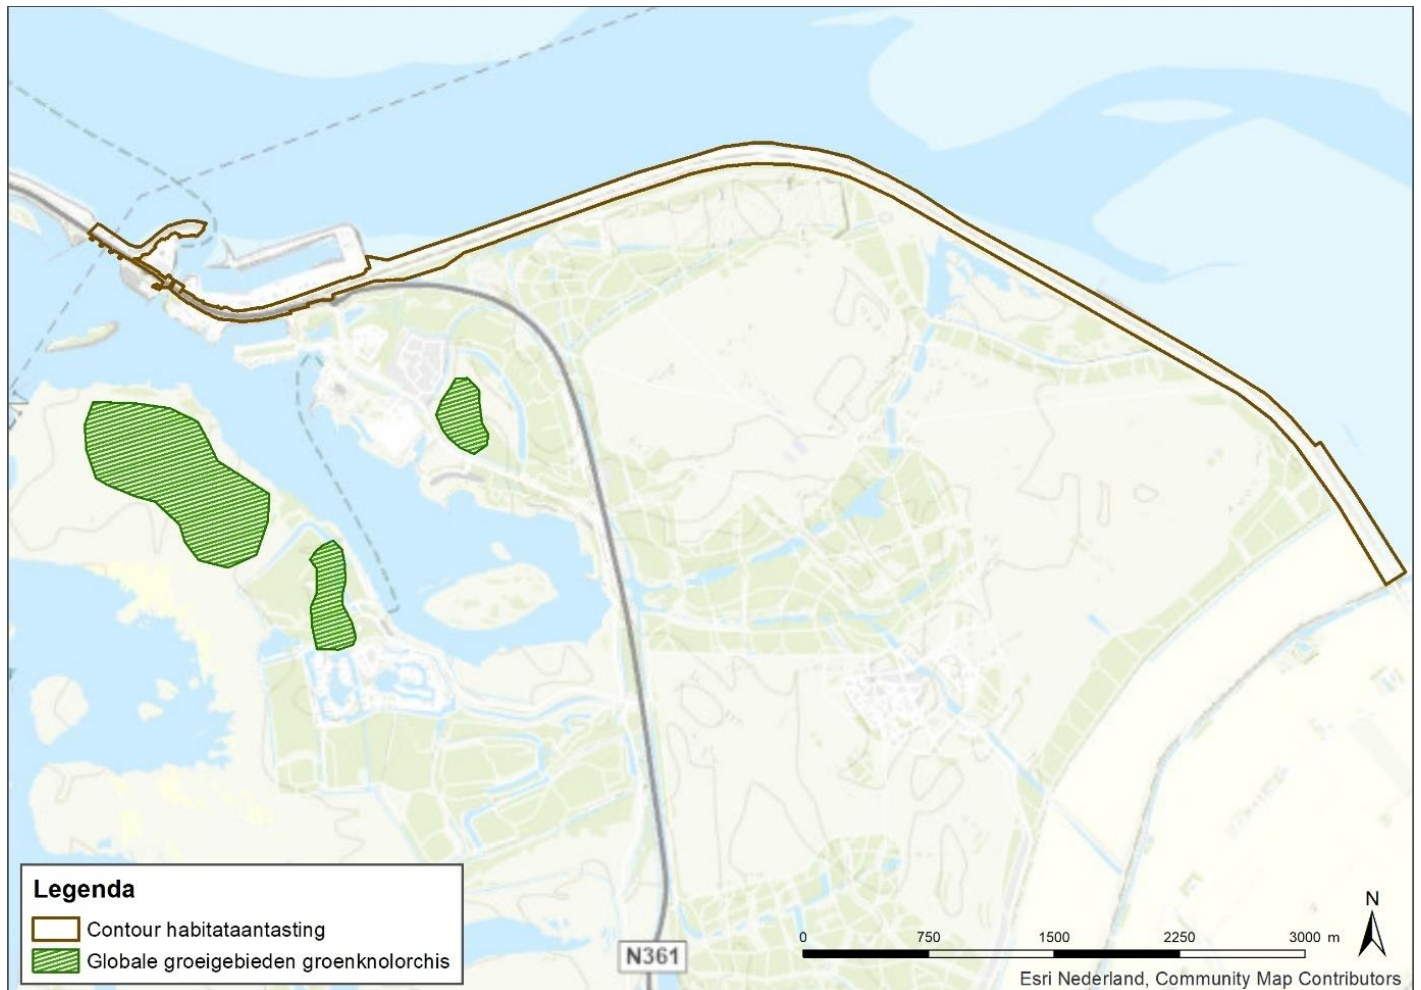 N361
Legenda
Contour habitataantasting
Globale groeigebieden groenknolorchis
0 750 1500 2250 3000 m
N
Esri Nederland, Community Map Contributors